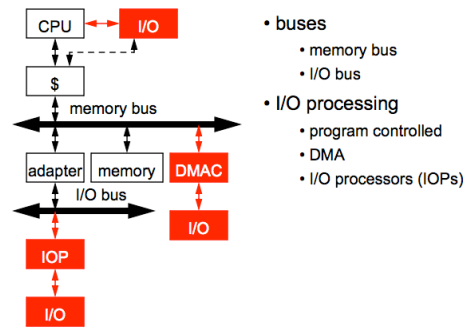 CPU
I/O
$
memory bus
adapter
memory
DMAC
I/O bus
I/O
IOP
I/O
• buses
• memory bus
• I/O bus
• I/O processing
• program controlled
• DMA
• I/O processors (IOPs)